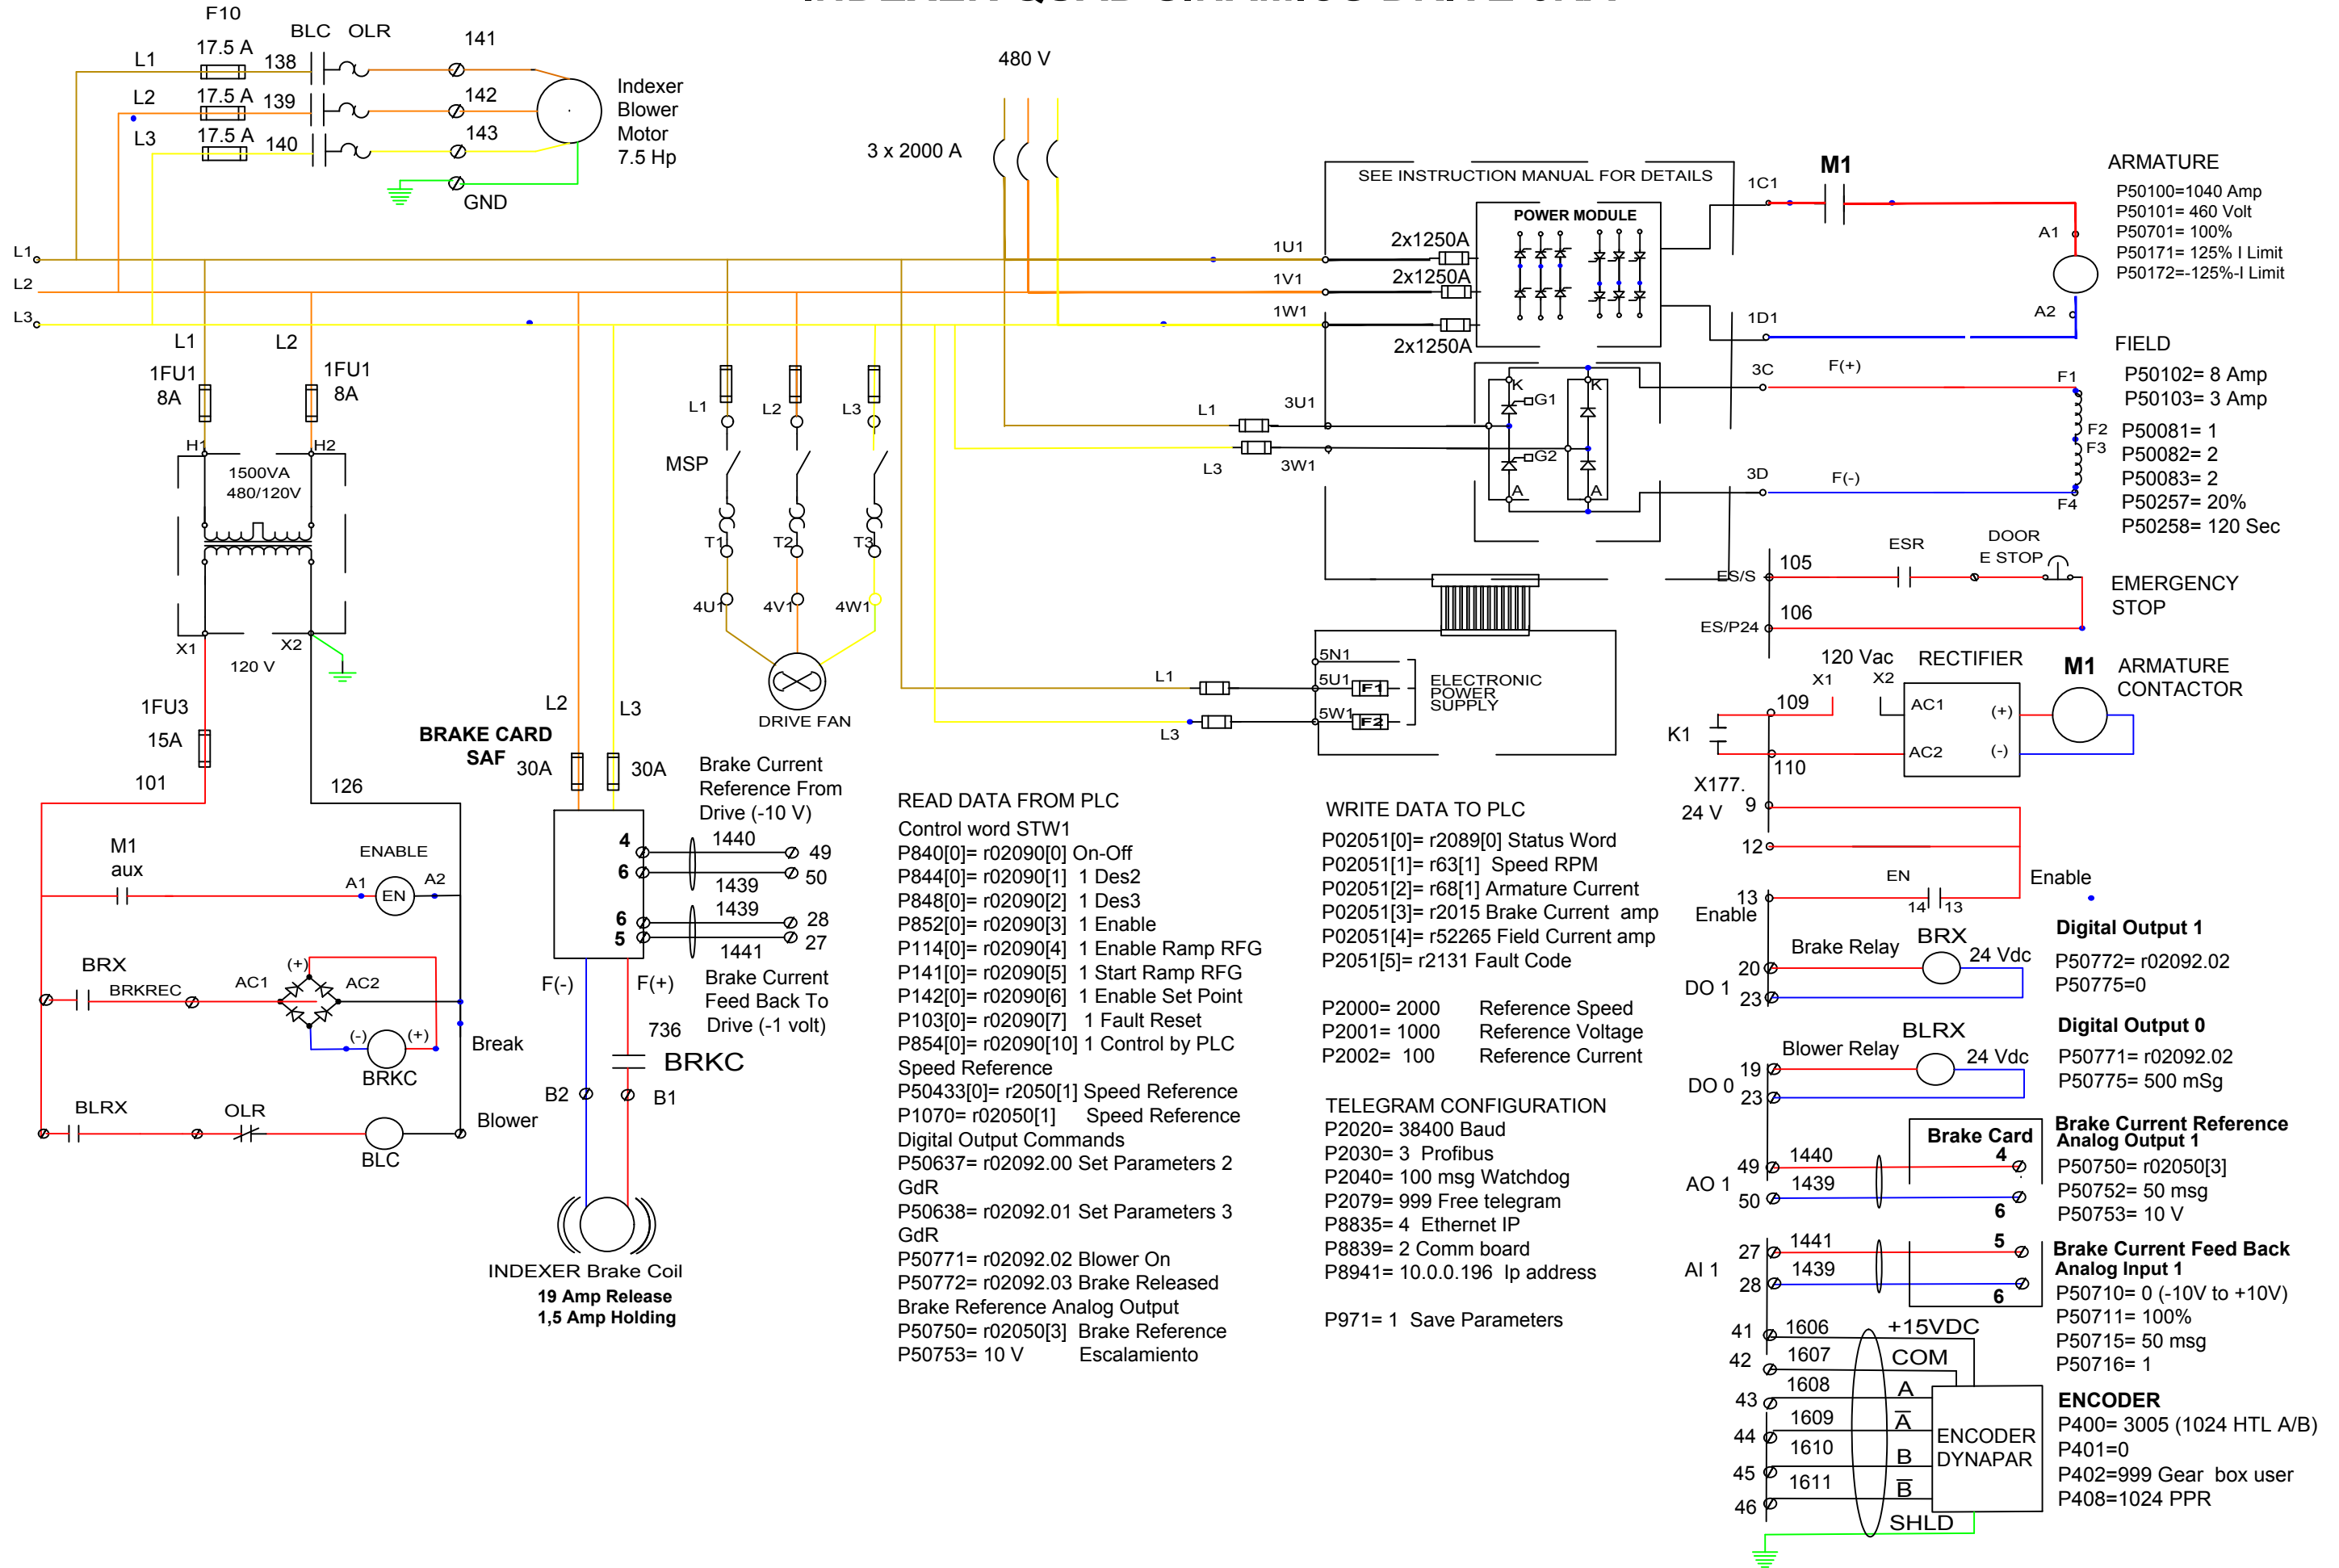 F10
BLC OLR
L1 17.5 A 138 141
L2 17.5 A 139 142
L3 17.5 A 140 143
GND
Indexer
Blower
Motor
7.5 Hp
480 V
3 x 2000 A
L1
L2
L3
L1 L2
1FU1 1FU1
8A 8A
H1 H2
1500VA
480/120V
X1 X2
120 V
1FU3
15A
101 126
M1
aux
ENABLE
A1 EN A2
BRX
BRKREC
AC1 (+) AC2
(-) (+)
BRKC
Break
BLRX OLR
BLC
Blower
L2 L3
BRAKE CARD
SAF
30A 30A
Brake Current
Reference From
Drive (-10 V)
4 1440 49
6 1439 50
6 1439 28
5 1441 27
Brake Current
Feed Back To
Drive (-1 volt)
F(-) F(+)
736
BRKC
B2 B1
INDEXER Brake Coil
19 Amp Release
1,5 Amp Holding
L1 L2 L3
MSP
T1 T2 T3
4U1 4V1 4W1
DRIVE FAN
SEE INSTRUCTION MANUAL FOR DETAILS
POWER MODULE
1U1 2x1250A
1V1 2x1250A
1W1
2x1250A
1C1
1D1
M1
A1
A2
L1 3U1
L3 3W1
K K
G1
G2
A A
3C F(+)
3D F(-)
F1
F2
F3
F4
L1
L3
5N1
5U1 F1
5W1 F2
ELECTRONIC
POWER
SUPPLY
ARMATURE
P50100=1040 Amp
P50101= 460 Volt
P50701= 100%
P50171= 125% I Limit
P50172=-125%-I Limit
FIELD
P50102= 8 Amp
P50103= 3 Amp
P50081= 1
P50082= 2
P50083= 2
P50257= 20%
P50258= 120 Sec
ES/S 105 ESR
DOOR
E STOP
ES/P24 106
EMERGENCY
STOP
120 Vac RECTIFIER M1
X1 X2
ARMATURE
CONTACTOR
109
K1
110
AC1 (+)
AC2 (-)
X177.
24 V 9
12
13
Enable
EN
14 13
Enable
Brake Relay BRX 24 Vdc
20
DO 1 23
Digital Output 1
P50772= r02092.02
P50775=0
Blower Relay BLRX 24 Vdc
19
DO 0 23
Digital Output 0
P50771= r02092.02
P50775= 500 mSg
Brake Card
49 1440 4
AO 1
50 1439 6
Brake Current Reference
Analog Output 1
P50750= r02050[3]
P50752= 50 msg
P50753= 10 V
27 1441 5
AI 1
28 1439 6
Brake Current Feed Back
Analog Input 1
P50710= 0 (-10V to +10V)
P50711= 100%
P50715= 50 msg
P50716= 1
41 1606 +15VDC
42 1607 COM
43 1608 A
44 1609 A̅
45 1610 B
46 1611 B̅
SHLD
ENCODER
DYNAPAR
ENCODER
P400= 3005 (1024 HTL A/B)
P401=0
P402=999 Gear box user
P408=1024 PPR
READ DATA FROM PLC
Control word STW1
P840[0]= r02090[0] On-Off
P844[0]= r02090[1] 1 Des2
P848[0]= r02090[2] 1 Des3
P852[0]= r02090[3] 1 Enable
P114[0]= r02090[4] 1 Enable Ramp RFG
P141[0]= r02090[5] 1 Start Ramp RFG
P142[0]= r02090[6] 1 Enable Set Point
P103[0]= r02090[7] 1 Fault Reset
P854[0]= r02090[10] 1 Control by PLC
Speed Reference
P50433[0]= r2050[1] Speed Reference
P1070= r02050[1] Speed Reference
Digital Output Commands
P50637= r02092.00 Set Parameters 2
GdR
P50638= r02092.01 Set Parameters 3
GdR
P50771= r02092.02 Blower On
P50772= r02092.03 Brake Released
Brake Reference Analog Output
P50750= r02050[3] Brake Reference
P50753= 10 V Escalamiento
WRITE DATA TO PLC
P02051[0]= r2089[0] Status Word
P02051[1]= r63[1] Speed RPM
P02051[2]= r68[1] Armature Current
P02051[3]= r2015 Brake Current amp
P02051[4]= r52265 Field Current amp
P2051[5]= r2131 Fault Code
P2000= 2000 Reference Speed
P2001= 1000 Reference Voltage
P2002= 100 Reference Current
TELEGRAM CONFIGURATION
P2020= 38400 Baud
P2030= 3 Profibus
P2040= 100 msg Watchdog
P2079= 999 Free telegram
P8835= 4 Ethernet IP
P8839= 2 Comm board
P8941= 10.0.0.196 Ip address
P971= 1 Save Parameters